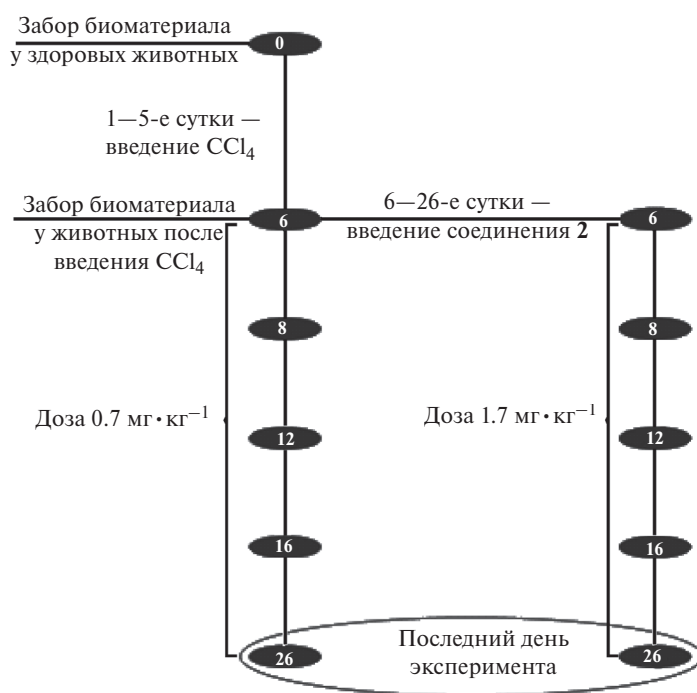 Забор биоматериала
у здоровых животных
0
1—5-е сутки —
введение CCl₄
Забор биоматериала
у животных после
введения CCl₄
6
6—26-е сутки —
введение соединения 2
6
8
8
Доза 0.7 мг·кг⁻¹
12
Доза 1.7 мг·кг⁻¹
12
16
16
Последний день
эксперимента
26
26